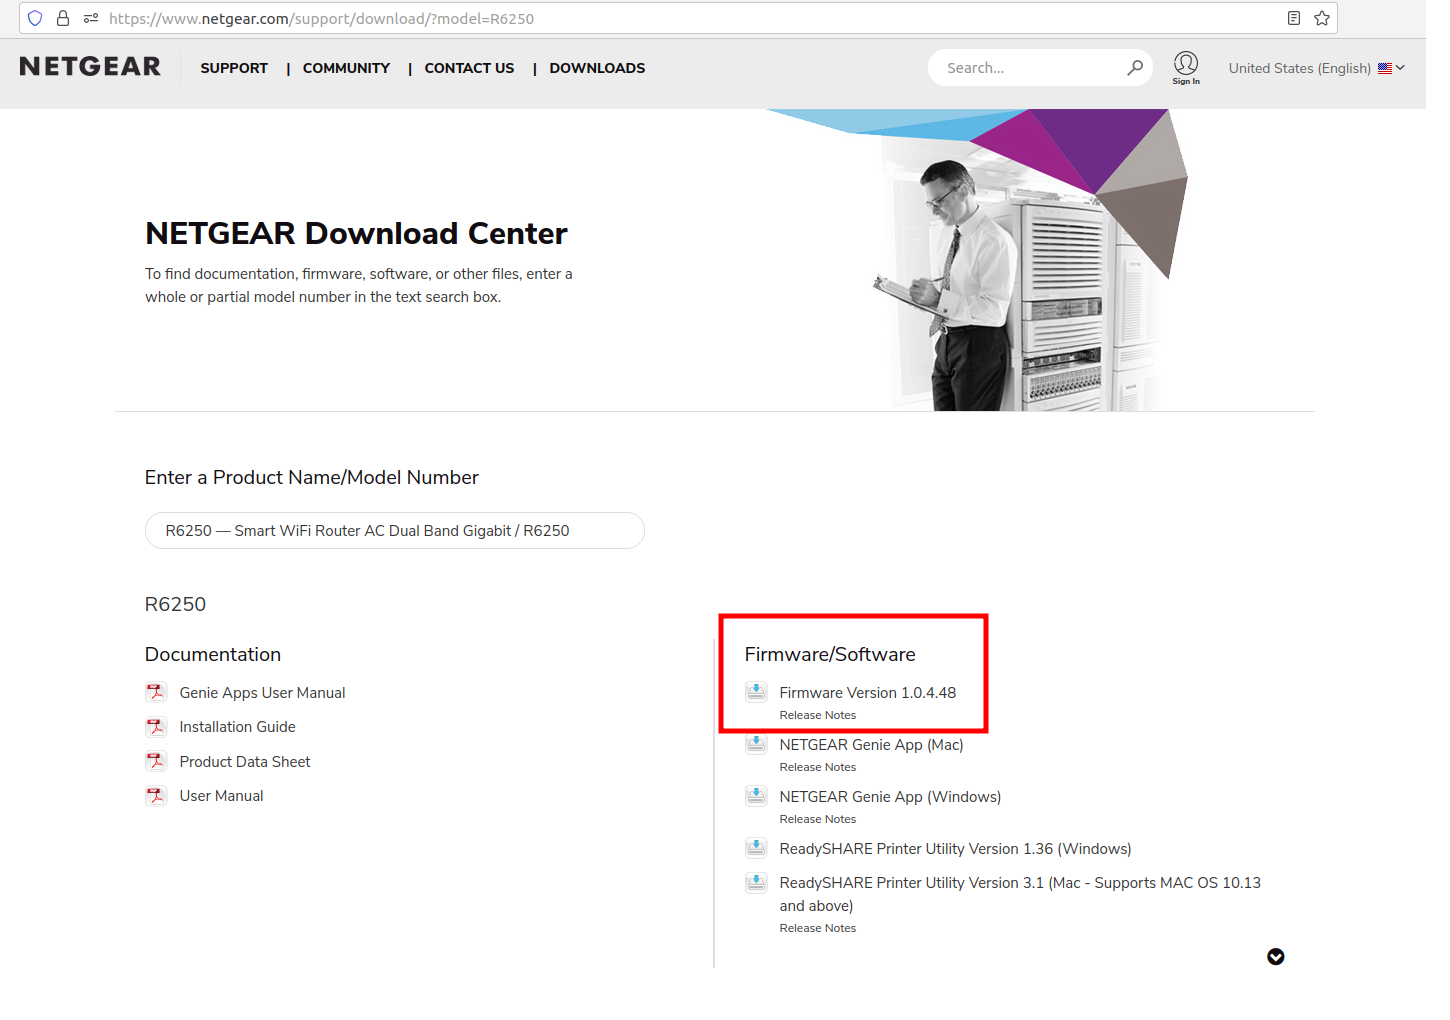 https://www.netgear.com/support/download/?model=R6250
NETGEAR SUPPORT | COMMUNITY | CONTACT US | DOWNLOADS Search... Sign In United States (English)
NETGEAR Download Center
To find documentation, firmware, software, or other files, enter a
whole or partial model number in the text search box.
Enter a Product Name/Model Number
R6250 — Smart WiFi Router AC Dual Band Gigabit / R6250
R6250
Documentation
Genie Apps User Manual
Installation Guide
Product Data Sheet
User Manual
Firmware/Software
Firmware Version 1.0.4.48
Release Notes
NETGEAR Genie App (Mac)
Release Notes
NETGEAR Genie App (Windows)
Release Notes
ReadySHARE Printer Utility Version 1.36 (Windows)
ReadySHARE Printer Utility Version 3.1 (Mac - Supports MAC OS 10.13
and above)
Release Notes